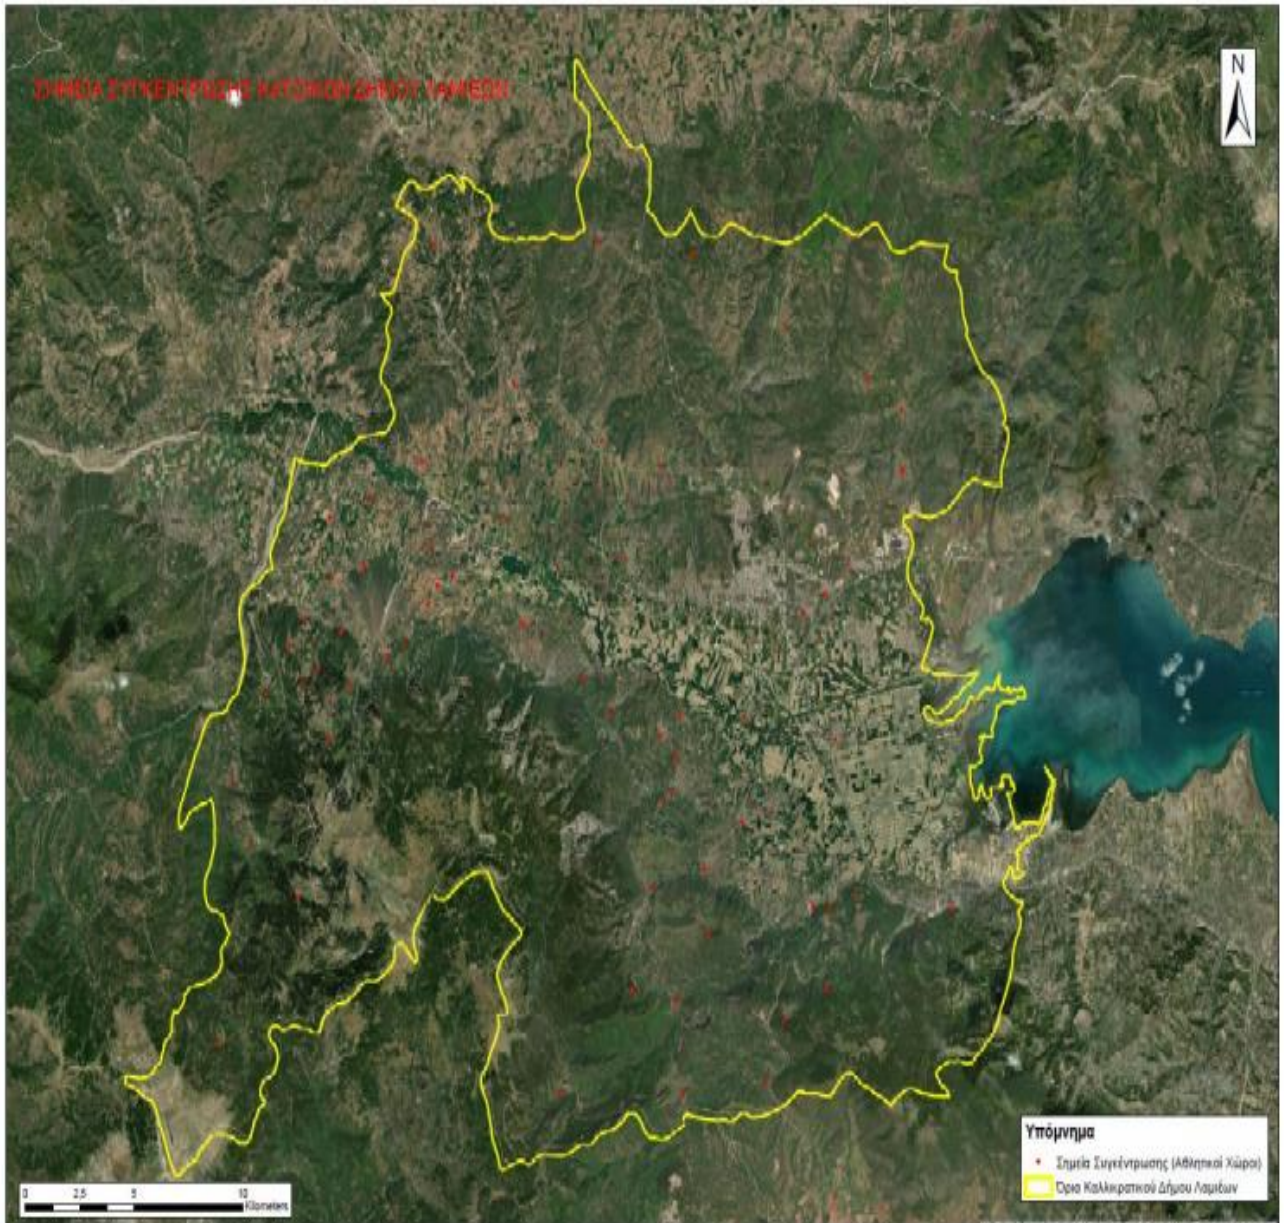 ΣΗΜΕΙΑ ΣΥΓΚΕΝΤΡΩΣΗΣ ΚΑΤΟΙΚΩΝ ΔΗΜΟΥ ΛΑΜΙΕΩΝ
N
Υπόμνημα
Σημεία Συγκέντρωσης (Αθλητικοί Χώροι)
Όριο Καλλικρατικού Δήμου Λαμιέων
0 2,5 5 10
Kilometers